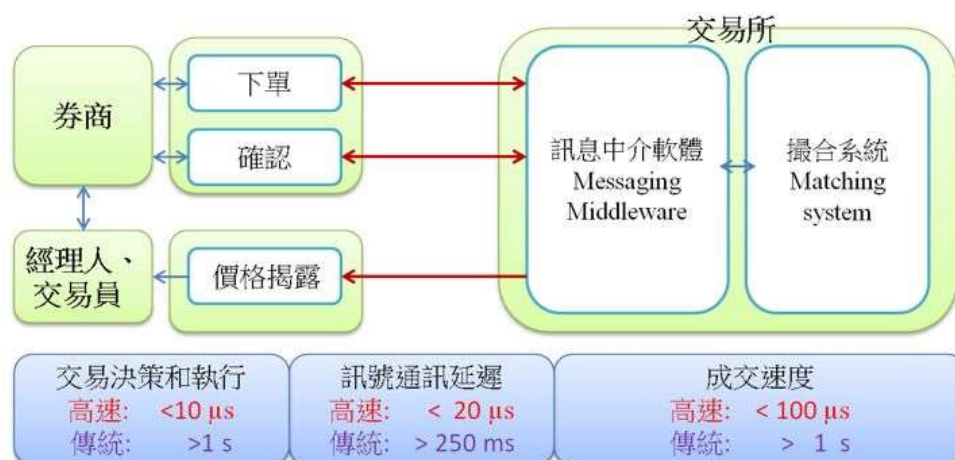 交易所
券商
下單
確認
訊息中介軟體
Messaging
Middleware
撮合系統
Matching
system
經理人、
交易員
價格揭露
交易決策和執行
高速: <10 μs
傳統: >1 s
訊號通訊延遲
高速: < 20 μs
傳統: > 250 ms
成交速度
高速: < 100 μs
傳統: > 1 s